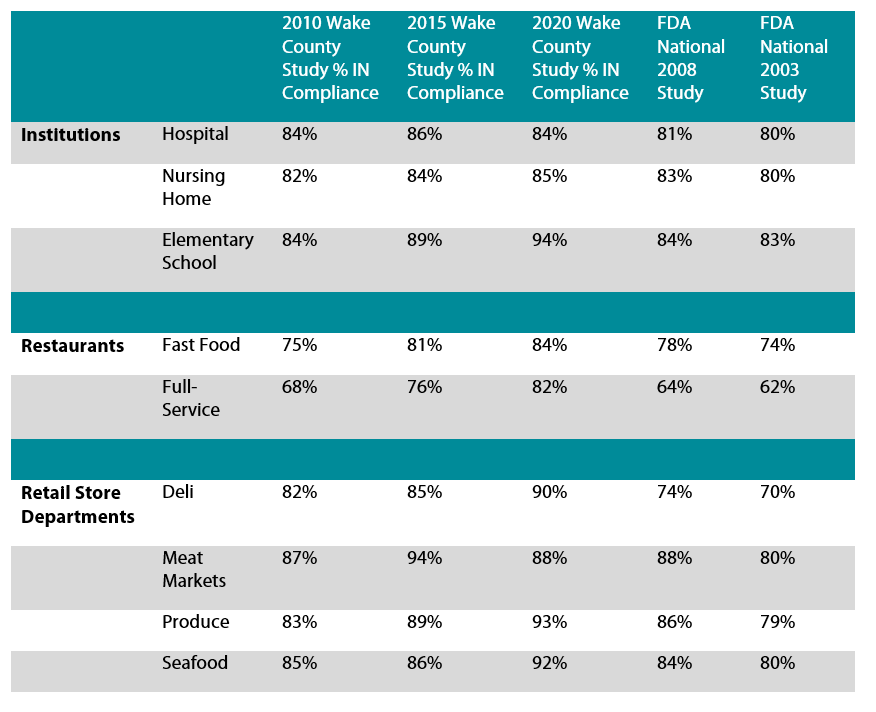 2010 Wake County Study % IN Compliance 2015 Wake County Study % IN Compliance 2020 Wake County Study % IN Compliance FDA National 2008 Study FDA National 2003 Study
Institutions Hospital 84% 86% 84% 81% 80%
Nursing Home 82% 84% 85% 83% 80%
Elementary School 84% 89% 94% 84% 83%
Restaurants Fast Food 75% 81% 84% 78% 74%
Full-Service 68% 76% 82% 64% 62%
Retail Store Departments Deli 82% 85% 90% 74% 70%
Meat Markets 87% 94% 88% 88% 80%
Produce 83% 89% 93% 86% 79%
Seafood 85% 86% 92% 84% 80%